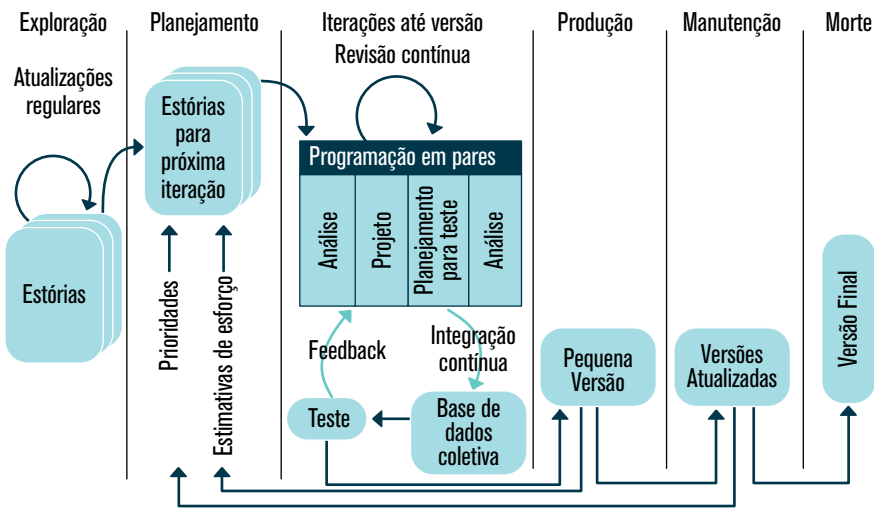 Exploração
Planejamento
Iterações até versão
Produção
Manutenção
Morte
Revisão contínua
Atualizações
regulares
Estórias
para
próxima
iteração
Programação em pares
Análise
Projeto
Planejamento
para teste
Análise
Estórias
Prioridades
Estimativas de esforço
Feedback
Integração
contínua
Teste
Base de
dados
coletiva
Pequena
Versão
Versões
Atualizadas
Versão Final